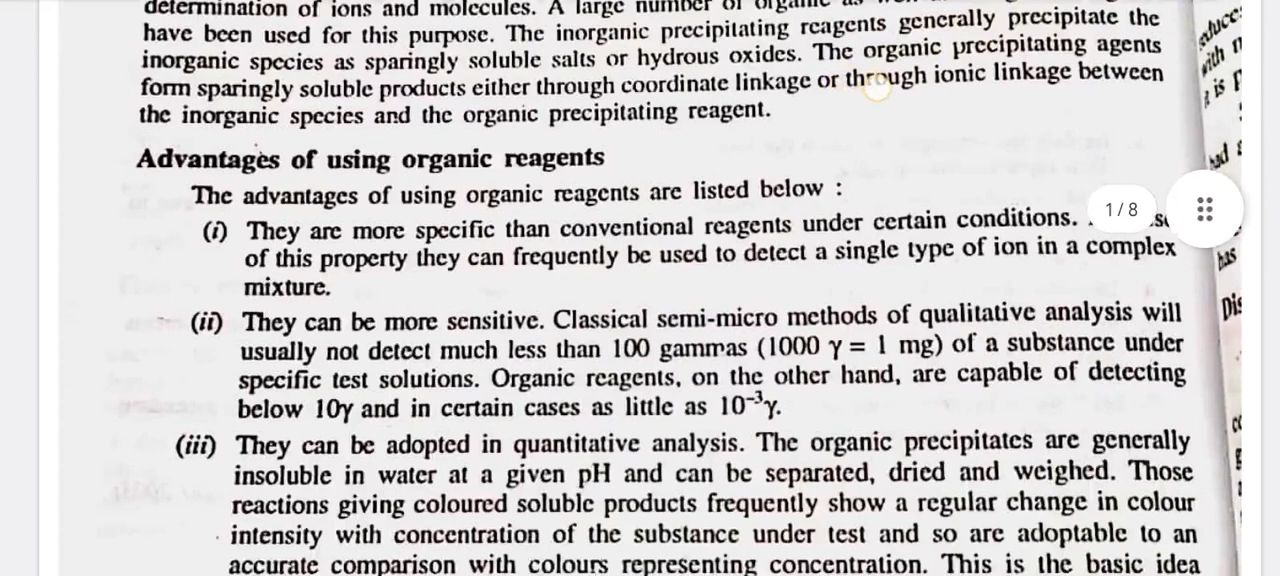 determination of ions and molecules. A large number of organic as
have been used for this purpose. The inorganic precipitating reagents generally precipitate the
inorganic species as sparingly soluble salts or hydrous oxides. The organic precipitating agents
form sparingly soluble products either through coordinate linkage or through ionic linkage between
the inorganic species and the organic precipitating reagent.
Advantages of using organic reagents
The advantages of using organic reagents are listed below :
1/8
(i) They are more specific than conventional reagents under certain conditions.
of this property they can frequently be used to detect a single type of ion in a complex
mixture.
(ii) They can be more sensitive. Classical semi-micro methods of qualitative analysis will
usually not detect much less than 100 gammas (1000 γ = 1 mg) of a substance under
specific test solutions. Organic reagents, on the other hand, are capable of detecting
below 10γ and in certain cases as little as 10⁻³γ.
(iii) They can be adopted in quantitative analysis. The organic precipitates are generally
insoluble in water at a given pH and can be separated, dried and weighed. Those
reactions giving coloured soluble products frequently show a regular change in colour
intensity with concentration of the substance under test and so are adoptable to an
accurate comparison with colours representing concentration. This is the basic idea